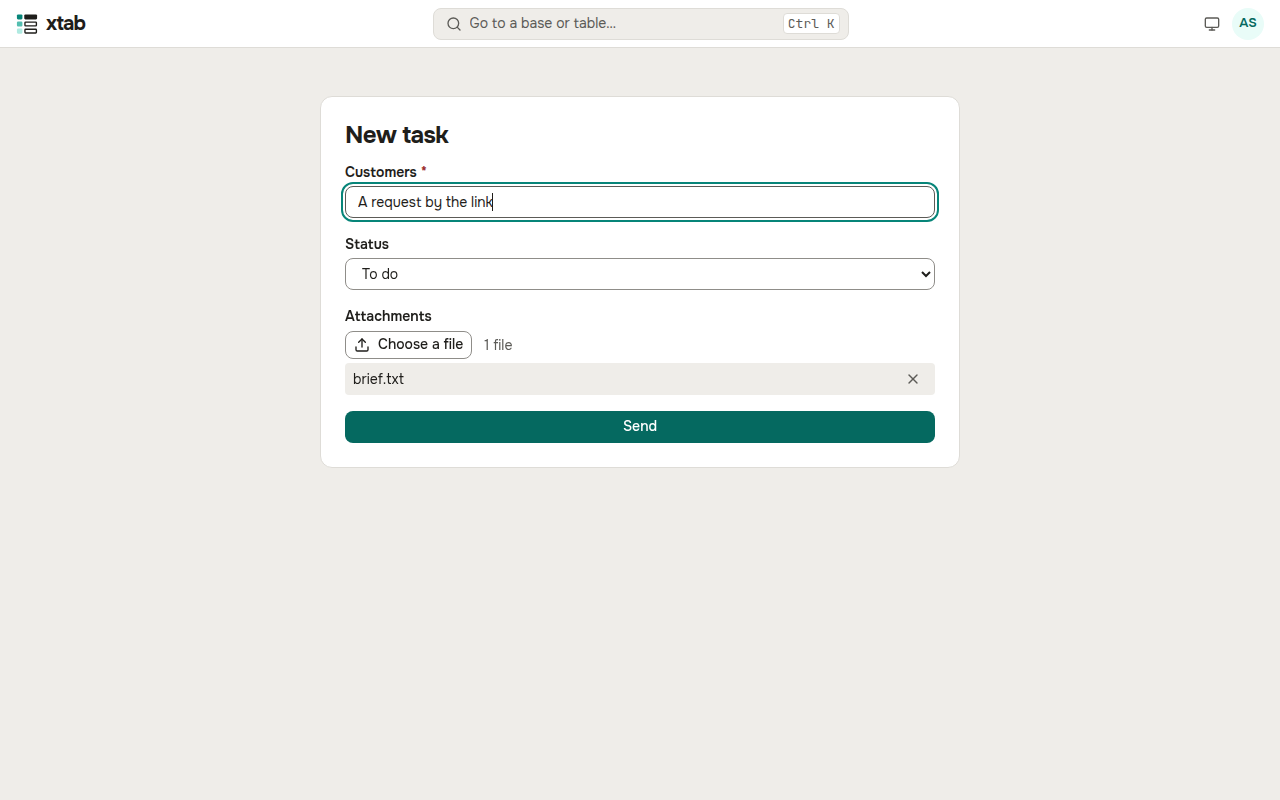 xtab
Go to a base or table...
Ctrl K
AS
New task
Customers *
A request by the link
Status
To do
Attachments
Choose a file
1 file
brief.txt
Send